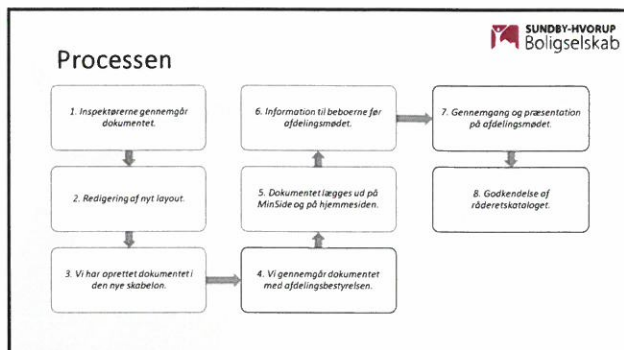 SUNDBY-HVORUP
Boligselskab
Processen
1. Inspektørerne gennemgår
dokumentet.
2. Redigering af nyt layout.
3. Vi har oprettet dokumentet i
den nye skabelon.
4. Vi gennemgår dokumentet
med afdelingsbestyrelsen.
5. Dokumentet lægges ud på
MinSide og på hjemmesiden.
6. Information til beboerne før
afdelingsmødet.
7. Gennemgang og præsentation
på afdelingsmødet.
8. Godkendelse af
råderetskataloget.